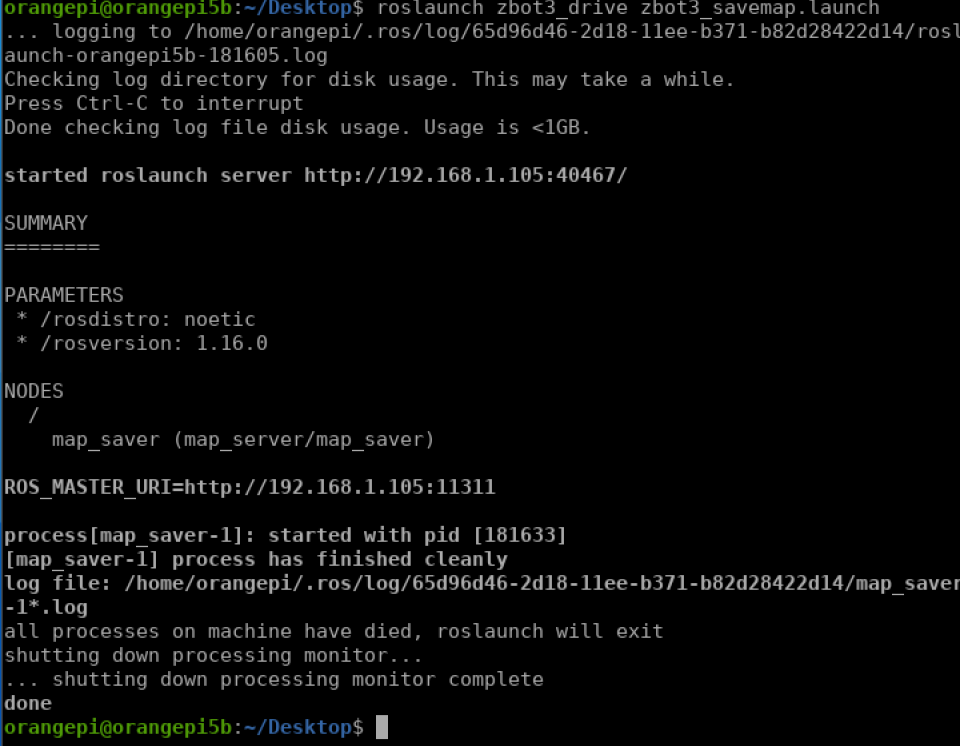 orangepi@orangepi5b:~/Desktop$ roslaunch zbot3_drive zbot3_savemap.launch
... logging to /home/orangepi/.ros/log/65d96d46-2d18-11ee-b371-b82d28422d14/rosl
aunch-orangepi5b-181605.log
Checking log directory for disk usage. This may take a while.
Press Ctrl-C to interrupt
Done checking log file disk usage. Usage is <1GB.
started roslaunch server http://192.168.1.105:40467/
SUMMARY
========
PARAMETERS
 * /rosdistro: noetic
 * /rosversion: 1.16.0
NODES
  /
    map_saver (map_server/map_saver)
ROS_MASTER_URI=http://192.168.1.105:11311
process[map_saver-1]: started with pid [181633]
[map_saver-1] process has finished cleanly
log file: /home/orangepi/.ros/log/65d96d46-2d18-11ee-b371-b82d28422d14/map_saver
-1*.log
all processes on machine have died, roslaunch will exit
shutting down processing monitor...
... shutting down processing monitor complete
done
orangepi@orangepi5b:~/Desktop$